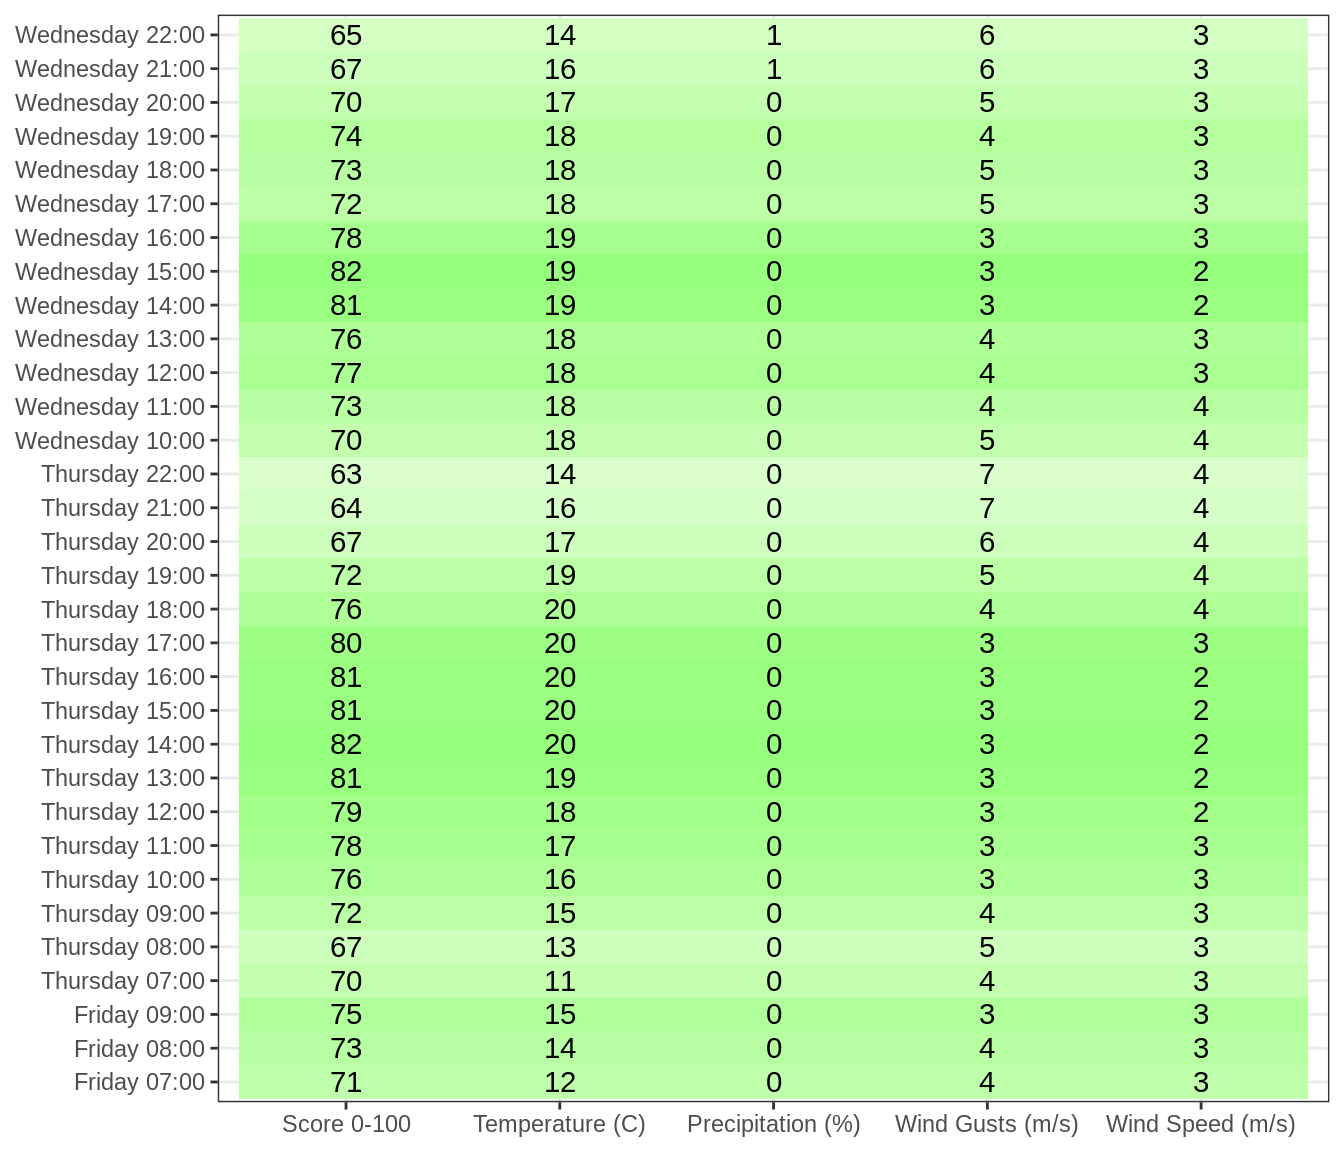 Wednesday 22:00 65 14 1 6 3
Wednesday 21:00 67 16 1 6 3
Wednesday 20:00 70 17 0 5 3
Wednesday 19:00 74 18 0 4 3
Wednesday 18:00 73 18 0 5 3
Wednesday 17:00 72 18 0 5 3
Wednesday 16:00 78 19 0 3 3
Wednesday 15:00 82 19 0 3 2
Wednesday 14:00 81 19 0 3 2
Wednesday 13:00 76 18 0 4 3
Wednesday 12:00 77 18 0 4 3
Wednesday 11:00 73 18 0 4 4
Wednesday 10:00 70 18 0 5 4
Thursday 22:00 63 14 0 7 4
Thursday 21:00 64 16 0 7 4
Thursday 20:00 67 17 0 6 4
Thursday 19:00 72 19 0 5 4
Thursday 18:00 76 20 0 4 4
Thursday 17:00 80 20 0 3 3
Thursday 16:00 81 20 0 3 2
Thursday 15:00 81 20 0 3 2
Thursday 14:00 82 20 0 3 2
Thursday 13:00 81 19 0 3 2
Thursday 12:00 79 18 0 3 2
Thursday 11:00 78 17 0 3 3
Thursday 10:00 76 16 0 3 3
Thursday 09:00 72 15 0 4 3
Thursday 08:00 67 13 0 5 3
Thursday 07:00 70 11 0 4 3
Friday 09:00 75 15 0 3 3
Friday 08:00 73 14 0 4 3
Friday 07:00 71 12 0 4 3
Score 0-100 Temperature (C) Precipitation (%) Wind Gusts (m/s) Wind Speed (m/s)